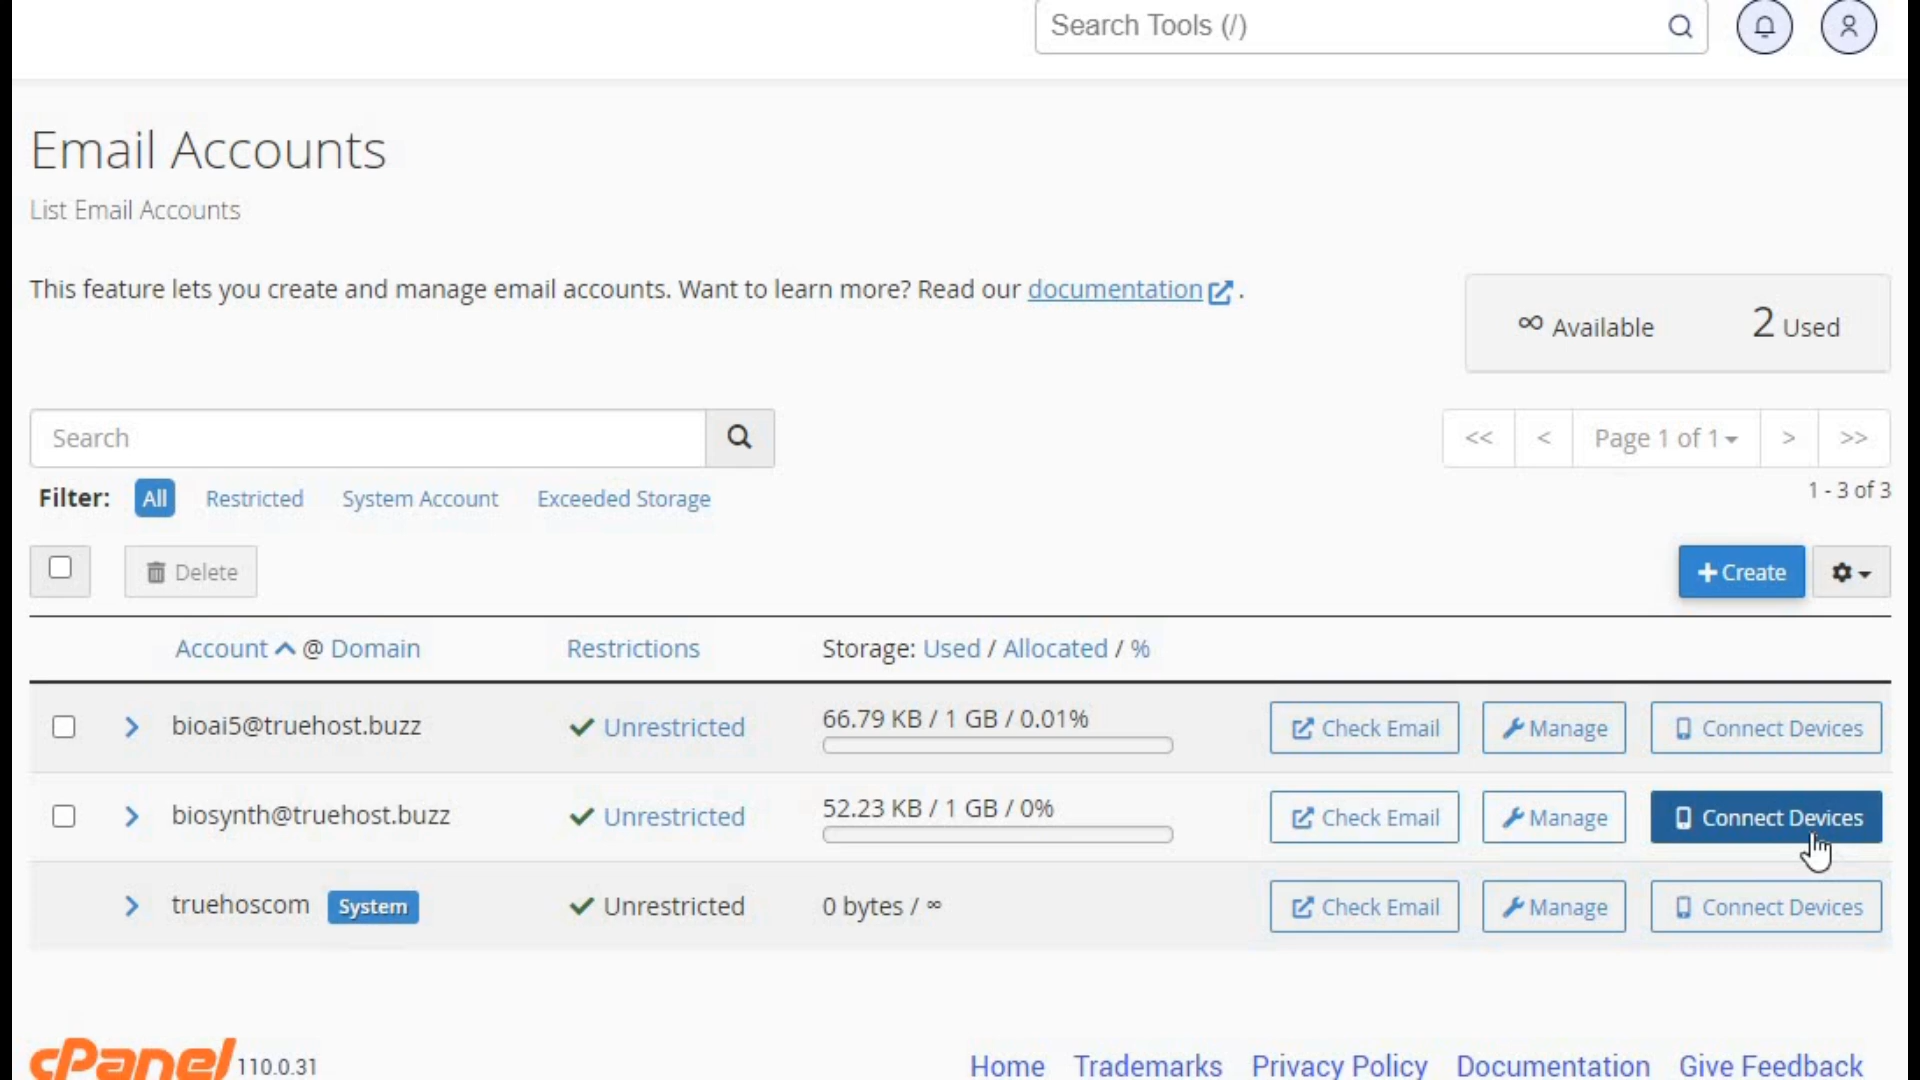 Search Tools (/)
Email Accounts
List Email Accounts
This feature lets you create and manage email accounts. Want to learn more? Read our documentation .
∞ Available 2 Used
Search
<< < Page 1 of 1 > >>
Filter: All Restricted System Account Exceeded Storage
1 - 3 of 3
Delete
+ Create
Account @ Domain Restrictions Storage: Used / Allocated / %
bioai5@truehost.buzz Unrestricted 66.79 KB / 1 GB / 0.01% Check Email Manage Connect Devices
biosynth@truehost.buzz Unrestricted 52.23 KB / 1 GB / 0% Check Email Manage Connect Devices
truehoscom System Unrestricted 0 bytes / ∞ Check Email Manage Connect Devices
cPanel 110.0.31 Home Trademarks Privacy Policy Documentation Give Feedback